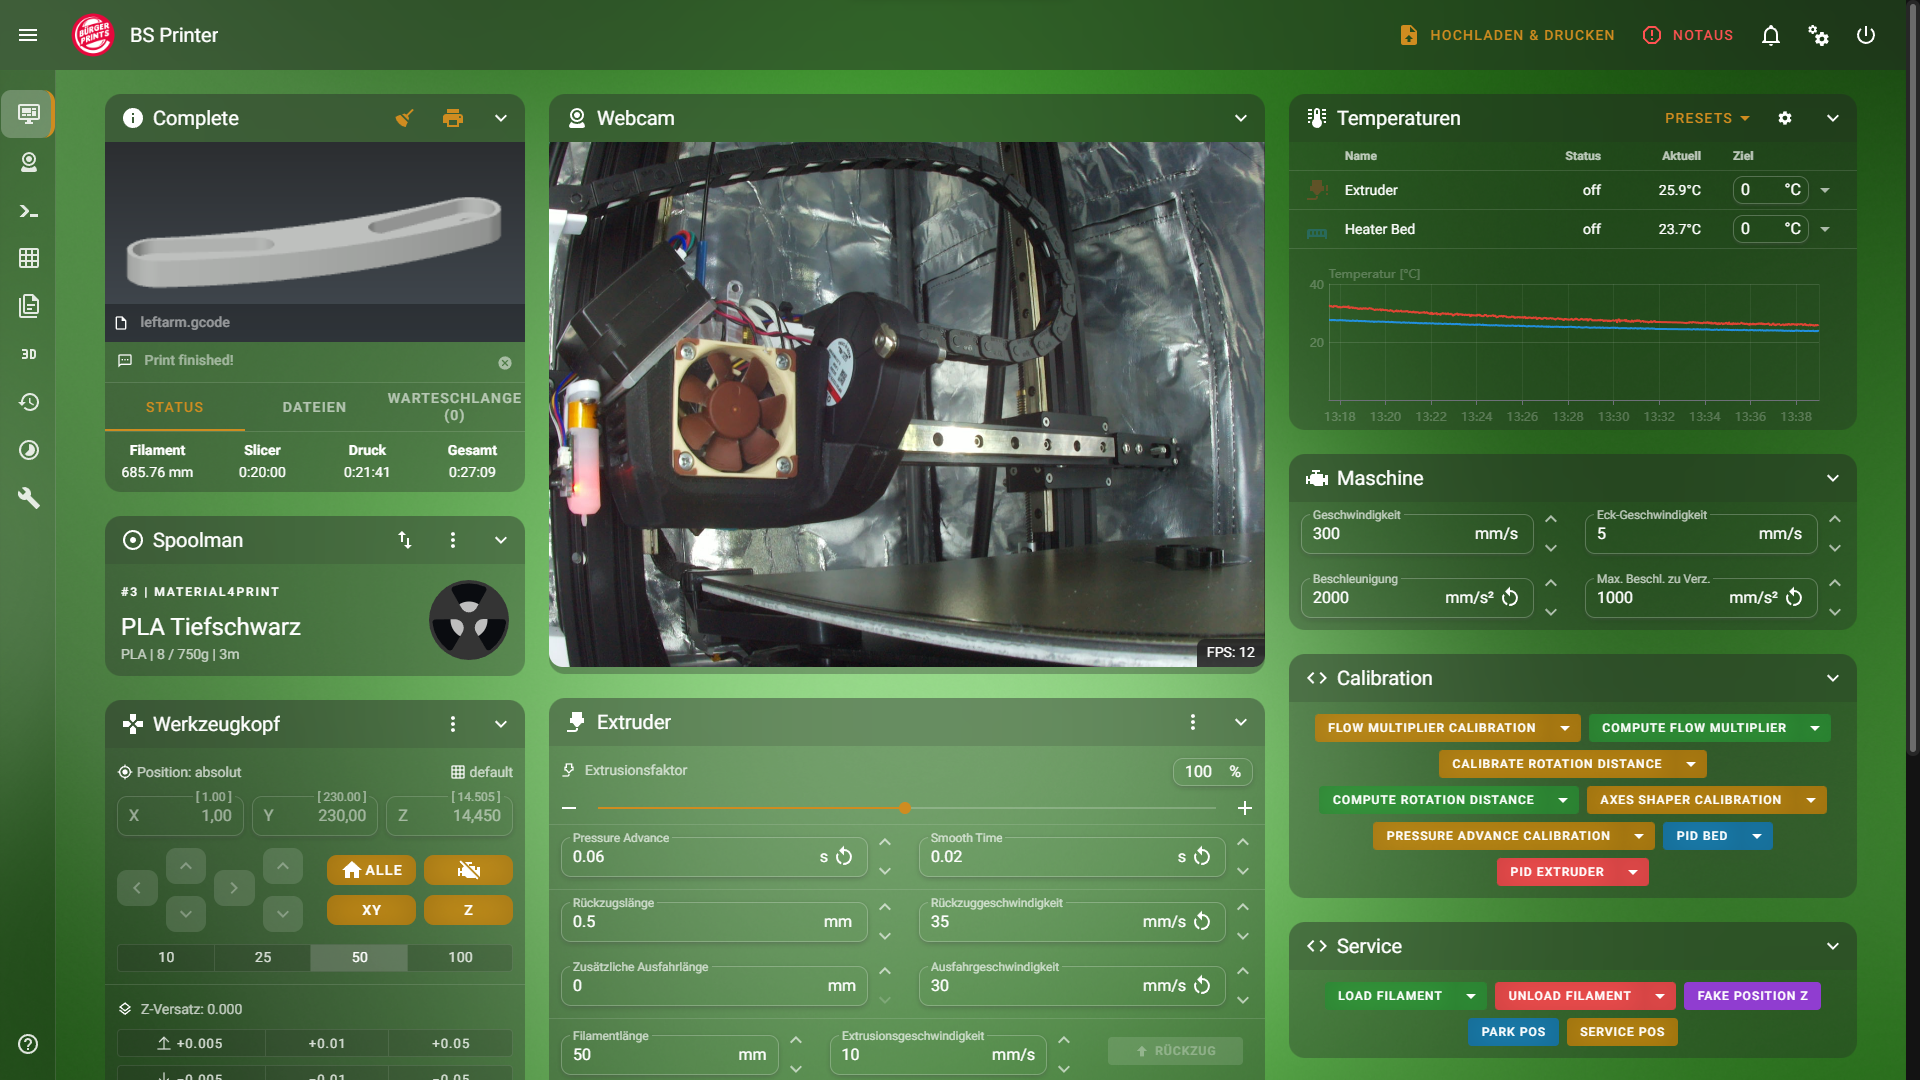 BÜRGER
PRINTS
BS Printer
HOCHLADEN & DRUCKEN
NOTAUS
3D
Complete
leftarm.gcode
Print finished!
STATUS
DATEIEN
WARTESCHLANGE
(0)
Filament
Slicer
Druck
Gesamt
685.76 mm
0:20:00
0:21:41
0:27:09
Spoolman
#3 | MATERIAL4PRINT
PLA Tiefschwarz
PLA | 8 / 750g | 3m
Werkzeugkopf
Position: absolut
default
[ 1.00 ]
X
1,00
[ 230.00 ]
Y
230,00
[ 14.505 ]
Z
14,450
ALLE
XY
Z
10
25
50
100
Z-Versatz: 0.000
+0.005
+0.01
+0.05
-0.005
-0.01
-0.05
Webcam
FPS: 12
Extruder
Extrusionsfaktor
100 %
Pressure Advance
0.06
s
Smooth Time
0.02
s
Rückzugslänge
0.5
mm
Rückzuggeschwindigkeit
35
mm/s
Zusätzliche Ausfahrlänge
0
mm
Ausfahrgeschwindigkeit
30
mm/s
Filamentlänge
50
mm
Extrusionsgeschwindigkeit
10
mm/s
RÜCKZUG
Temperaturen
PRESETS
Name
Status
Aktuell
Ziel
Extruder
off
25.9°C
0
°C
Heater Bed
off
23.7°C
0
°C
Temperatur [°C]
40
20
13:18
13:20
13:22
13:24
13:26
13:28
13:30
13:32
13:34
13:36
13:38
Maschine
Geschwindigkeit
300
mm/s
Eck-Geschwindigkeit
5
mm/s
Beschleunigung
2000
mm/s²
Max. Beschl. zu Verz.
1000
mm/s²
Calibration
FLOW MULTIPLIER CALIBRATION
COMPUTE FLOW MULTIPLIER
CALIBRATE ROTATION DISTANCE
COMPUTE ROTATION DISTANCE
AXES SHAPER CALIBRATION
PRESSURE ADVANCE CALIBRATION
PID BED
PID EXTRUDER
Service
LOAD FILAMENT
UNLOAD FILAMENT
FAKE POSITION Z
PARK POS
SERVICE POS